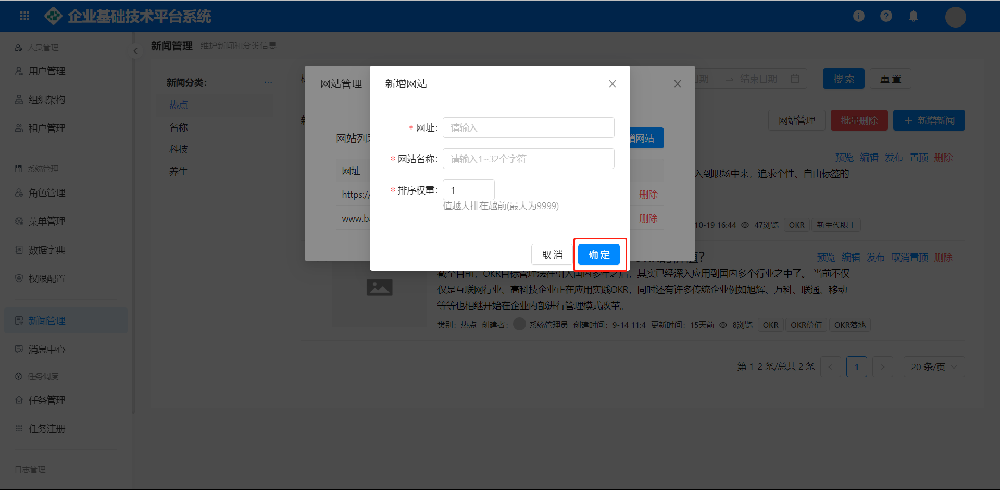 企业基础技术平台系统
人员管理
用户管理
组织架构
租户管理
系统管理
角色管理
菜单管理
数据字典
权限配置
新闻管理
消息中心
任务调度
任务管理
任务注册
日志管理
新闻管理 维护新闻和分类信息
新闻分类：
热点
名称
科技
养生
日期 → 结束日期
搜索 重置
网站管理 批量删除 + 新增新闻
预览 编辑 发布 置顶 删除
入到职场中来，追求个性、自由标签的
10-19 16:44 47浏览 OKR 新生代职工
预览 编辑 发布 取消置顶 删除
截至目前，OKR目标管理法在引入国内多年之后，其实已经深入应用到国内多个行业之中了。 当前不仅
仅是互联网行业、高科技企业正在应用实践OKR，同时还有许多传统企业例如旭辉、万科、联通、移动
等等也相继开始在企业内部进行管理模式改革。
类别：热点 创建者： 系统管理员 创建时间：9-14 11:4 更新时间：15天前 8浏览 OKR OKR价值 OKR落地
第 1-2 条/总共 2 条 < 1 > 20 条/页
网站管理
网站列
增网站
网址
https:/
删除
www.b
删除
新增网站
* 网址： 请输入
* 网站名称： 请输入1~32个字符
* 排序权重： 1
值越大排在越前(最大为9999)
取消 确定